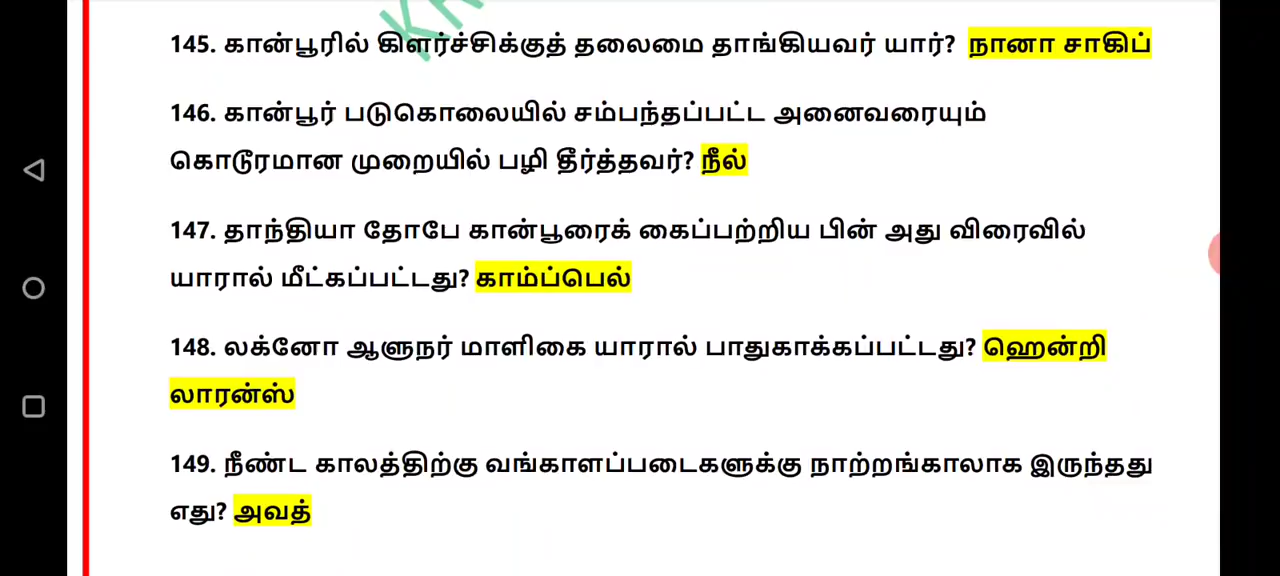 145. கான்பூரில் கிளர்ச்சிக்குத் தலைமை தாங்கியவர் யார்? நானா சாகிப்
146. கான்பூர் படுகொலையில் சம்பந்தப்பட்ட அனைவரையும்
கொடூரமான முறையில் பழி தீர்த்தவர்? நீல்
147. தாந்தியா தோபே கான்பூரைக் கைப்பற்றிய பின் அது விரைவில்
யாரால் மீட்கப்பட்டது? காம்ப்பெல்
148. லக்னோ ஆளுநர் மாளிகை யாரால் பாதுகாக்கப்பட்டது? ஹென்றி
லாரன்ஸ்
149. நீண்ட காலத்திற்கு வங்காளப்படைகளுக்கு நாற்றங்காலாக இருந்தது
எது? அவத்